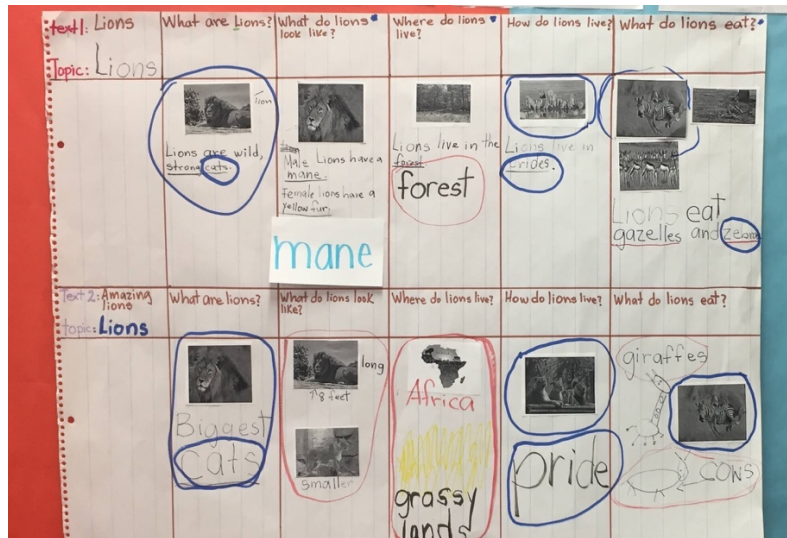 text1: Lions
Topic: Lions
What are Lions?
What do lions
look like?
Where do lions
live?
How do lions live?
What do lions eat?
lion
Lions are wild,
strong cats.
Male Lions have a
mane.
Female lions have a
yellow fur.
mane
Lions live in the
forest
forest
Lions live in
prides.
Lions eat
gazelles and zebra
Text 2: Amazing
lions
topic: Lions
What are lions?
What do lions look
like?
Where do lions live?
How do lions live?
What do lions eat?
Biggest
cats
long
7-8 feet
smaller
Africa
grassy
lands
pride
giraffes
cows